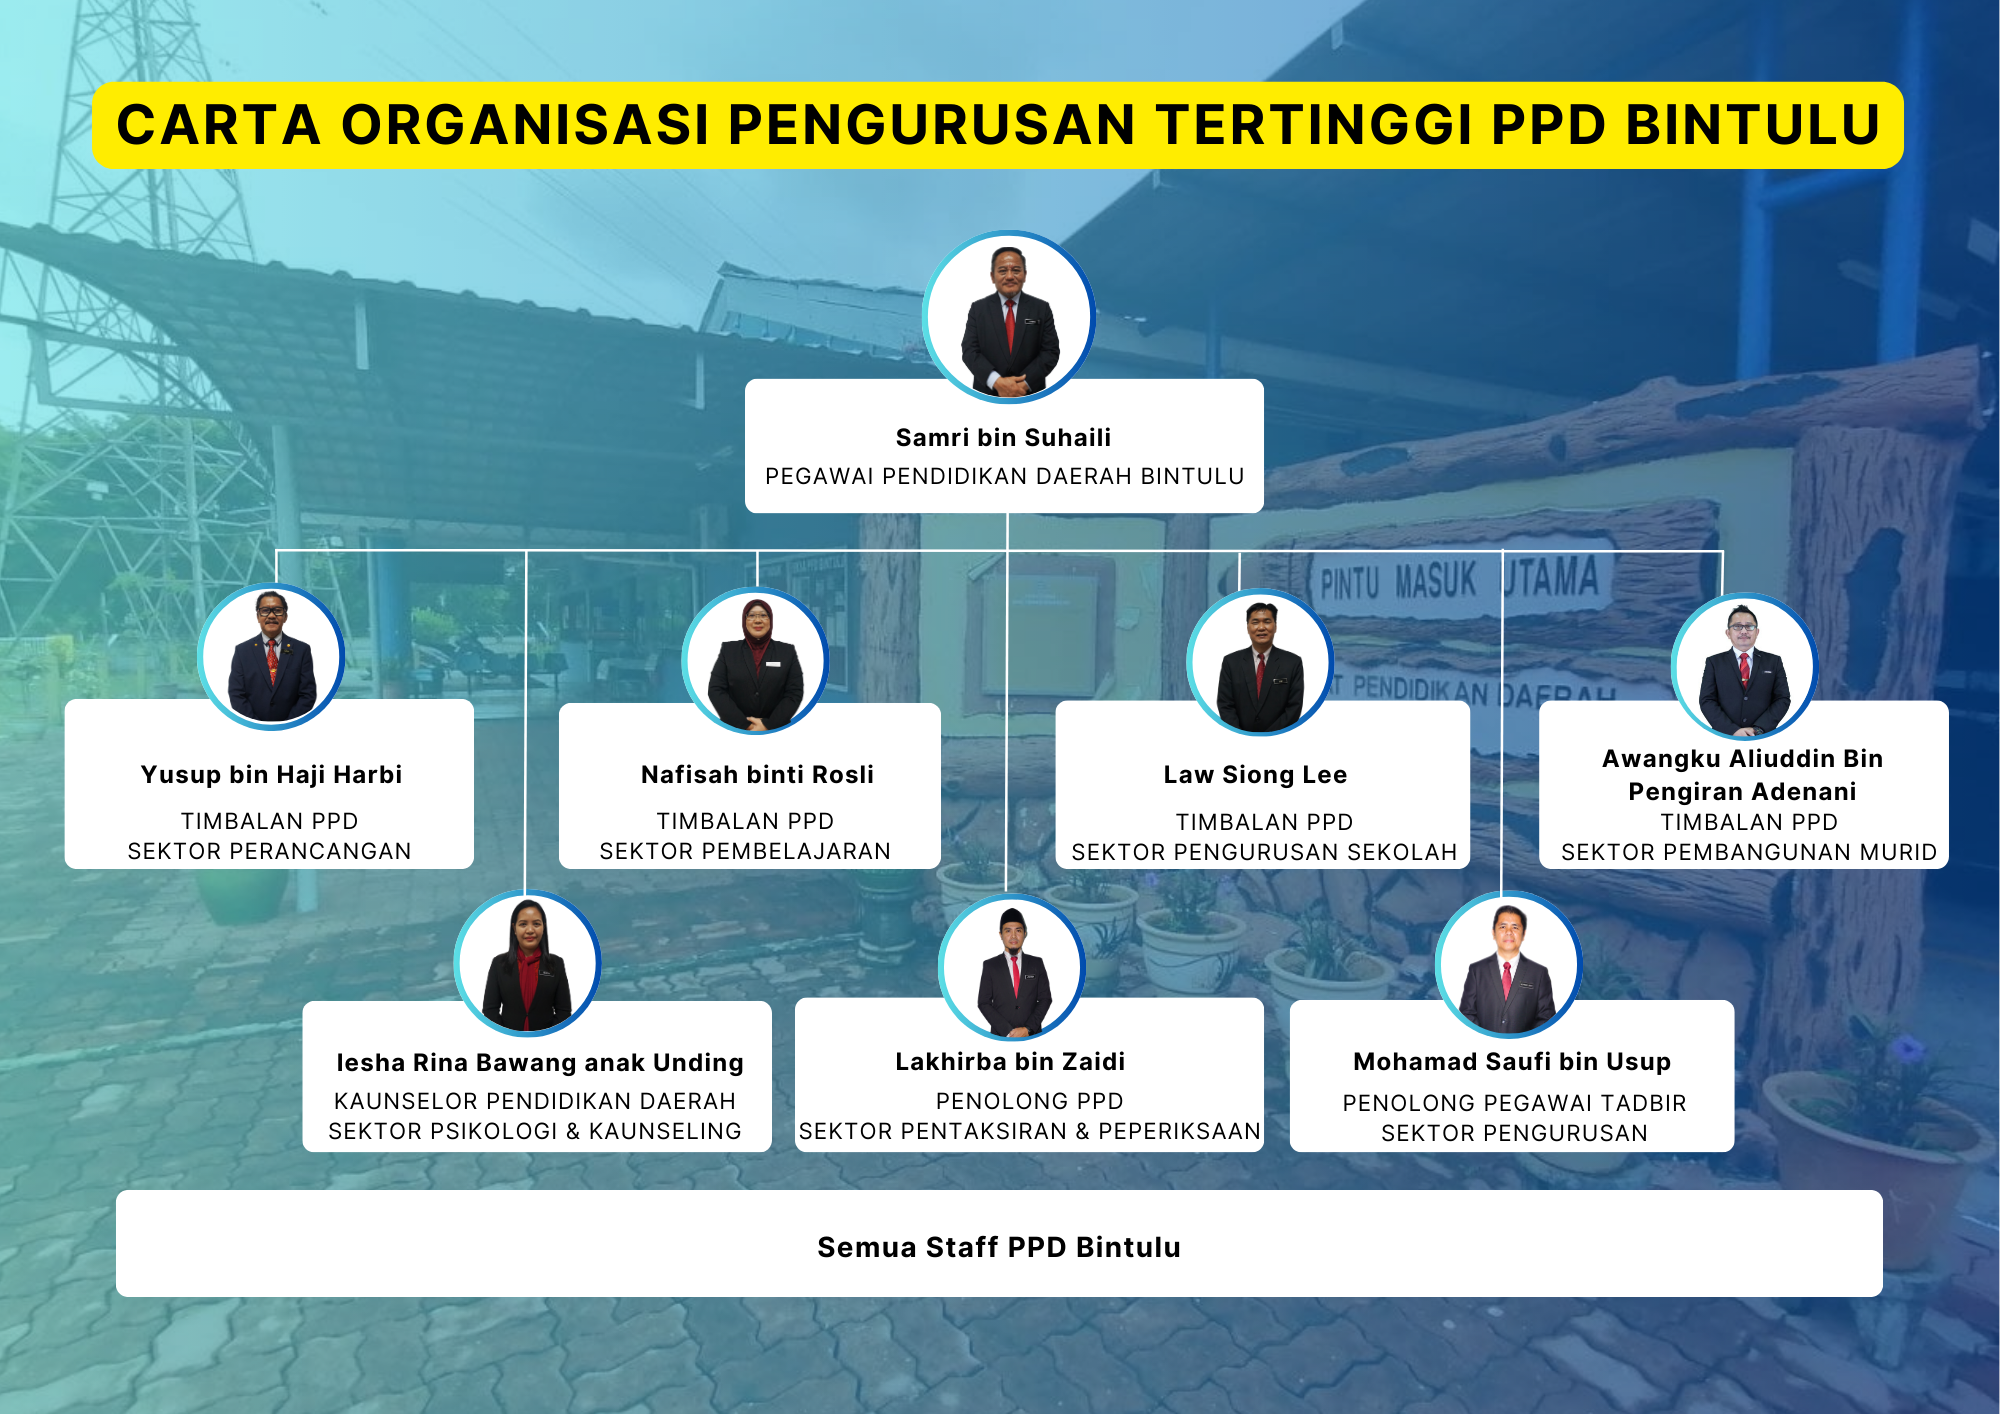 CARTA ORGANISASI PENGURUSAN TERTINGGI PPD BINTULU
Samri bin Suhaili
PEGAWAI PENDIDIKAN DAERAH BINTULU
PINTU MASUK UTAMA
PENDIDIKAN DAERAH
Yusup bin Haji Harbi
TIMBALAN PPD
SEKTOR PERANCANGAN
Nafisah binti Rosli
TIMBALAN PPD
SEKTOR PEMBELAJARAN
Law Siong Lee
TIMBALAN PPD
SEKTOR PENGURUSAN SEKOLAH
Awangku Aliuddin Bin
Pengiran Adenani
TIMBALAN PPD
SEKTOR PEMBANGUNAN MURID
Iesha Rina Bawang anak Unding
KAUNSELOR PENDIDIKAN DAERAH
SEKTOR PSIKOLOGI & KAUNSELING
Lakhirba bin Zaidi
PENOLONG PPD
SEKTOR PENTAKSIRAN & PEPERIKSAAN
Mohamad Saufi bin Usup
PENOLONG PEGAWAI TADBIR
SEKTOR PENGURUSAN
Semua Staff PPD Bintulu